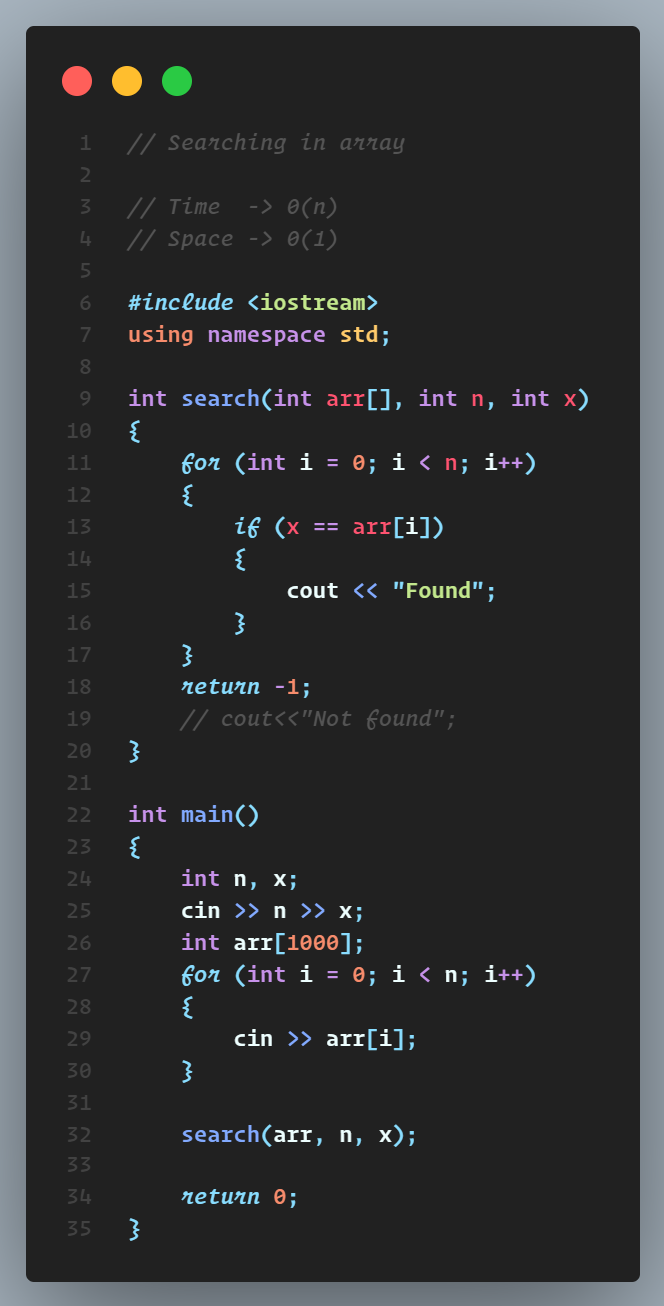 1 // Searching in array
2
3 // Time  -> O(n)
4 // Space -> O(1)
5
6 #include <iostream>
7 using namespace std;
8
9 int search(int arr[], int n, int x)
10 {
11     for (int i = 0; i < n; i++)
12     {
13         if (x == arr[i])
14         {
15             cout << "Found";
16         }
17     }
18     return -1;
19     // cout<<"Not found";
20 }
21
22 int main()
23 {
24     int n, x;
25     cin >> n >> x;
26     int arr[1000];
27     for (int i = 0; i < n; i++)
28     {
29         cin >> arr[i];
30     }
31
32     search(arr, n, x);
33
34     return 0;
35 }